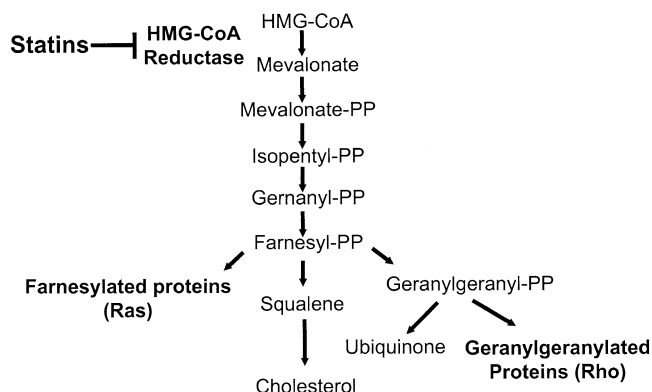 HMG-CoA
Statins
HMG-CoA
Reductase
Mevalonate
Mevalonate-PP
Isopentyl-PP
Gernanyl-PP
Farnesyl-PP
Farnesylated proteins
(Ras)
Geranylgeranyl-PP
Squalene
Ubiquinone
Geranylgeranylated
Proteins (Rho)
Cholesterol